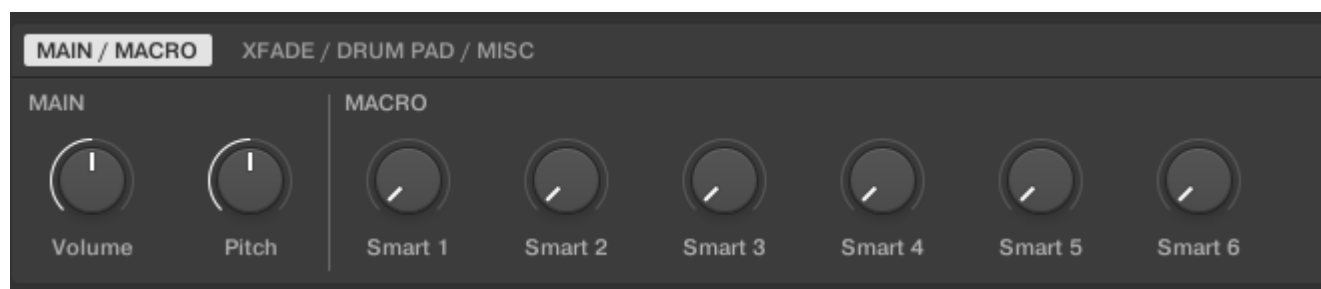 MAIN / MACRO XFADE / DRUM PAD / MISC
MAIN MACRO
Volume Pitch Smart 1 Smart 2 Smart 3 Smart 4 Smart 5 Smart 6